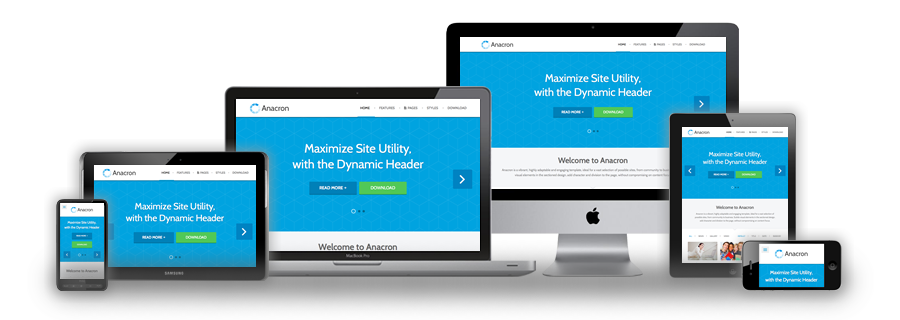 Anacron
HOME FEATURES PAGES STYLES DOWNLOAD
Maximize Site Utility,
with the Dynamic Header
READ MORE DOWNLOAD
Welcome to Anacron
Anacron
HOME FEATURES PAGES STYLES DOWNLOAD
Maximize Site Utility,
with the Dynamic Header
READ MORE DOWNLOAD
Welcome to Anacron
MacBook Pro
Anacron
HOME FEATURES PAGES STYLES DOWNLOAD
Maximize Site Utility,
with the Dynamic Header
READ MORE DOWNLOAD
SAMSUNG
Anacron
Maximize Site Utility,
with the Dynamic Header
READ MORE
DOWNLOAD
Welcome to Anacron
Anacron
Maximize Site Utility,
with the Dynamic Header
READ MORE DOWNLOAD
Welcome to Anacron
Anacron
Maximize Site Utility,
with the Dynamic Header